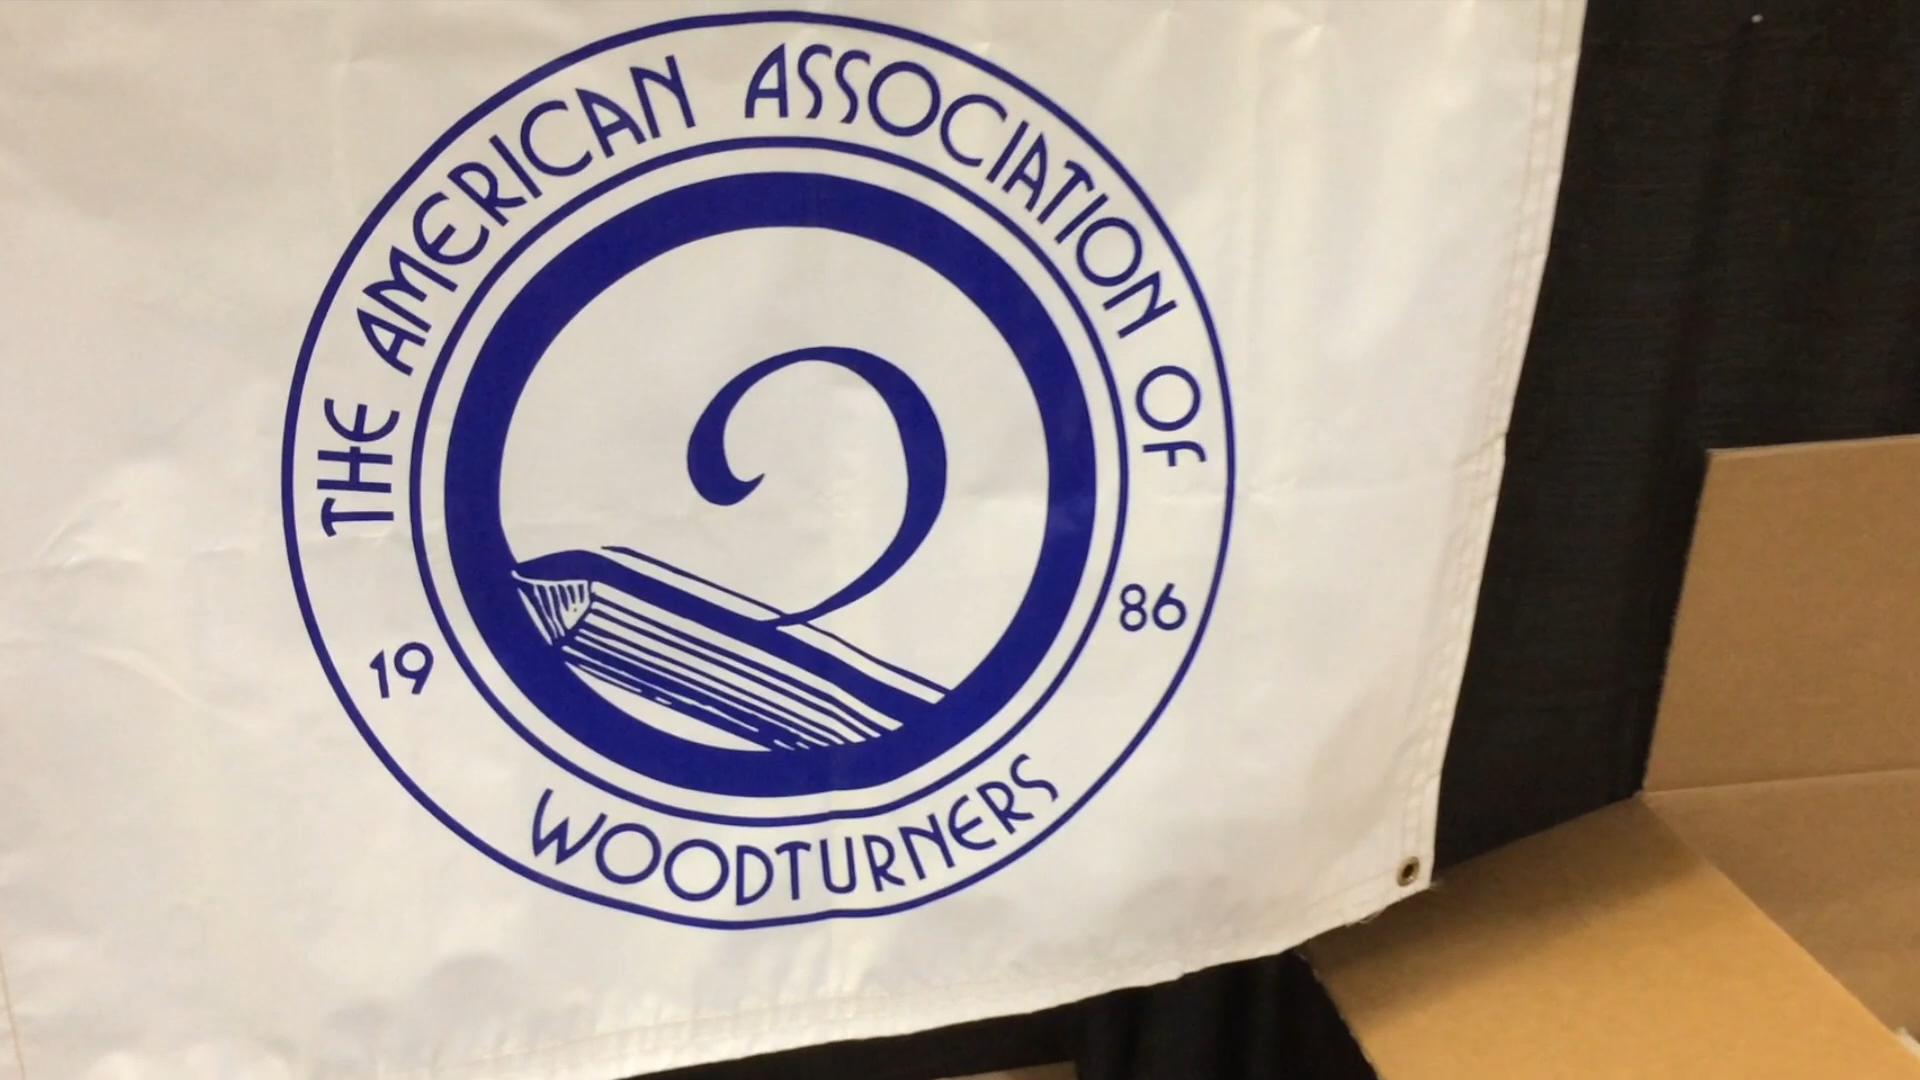 THE AMERICAN ASSOCIATION OF
19 86
WOODTURNERS